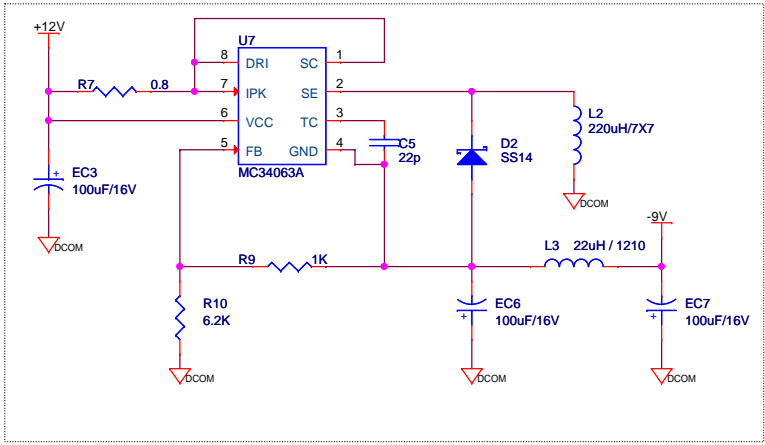 +12V
U7
8 DRI SC 1
R7 0.8
7 IPK SE 2
6 VCC TC 3
5 FB GND 4
MC34063A
C5
22p
D2
SS14
L2
220uH/7X7
DCOM
EC3
100uF/16V
DCOM
-9V
R9 1K
L3 22uH / 1210
R10
6.2K
EC6
100uF/16V
EC7
100uF/16V
DCOM
DCOM
DCOM
+
+
+